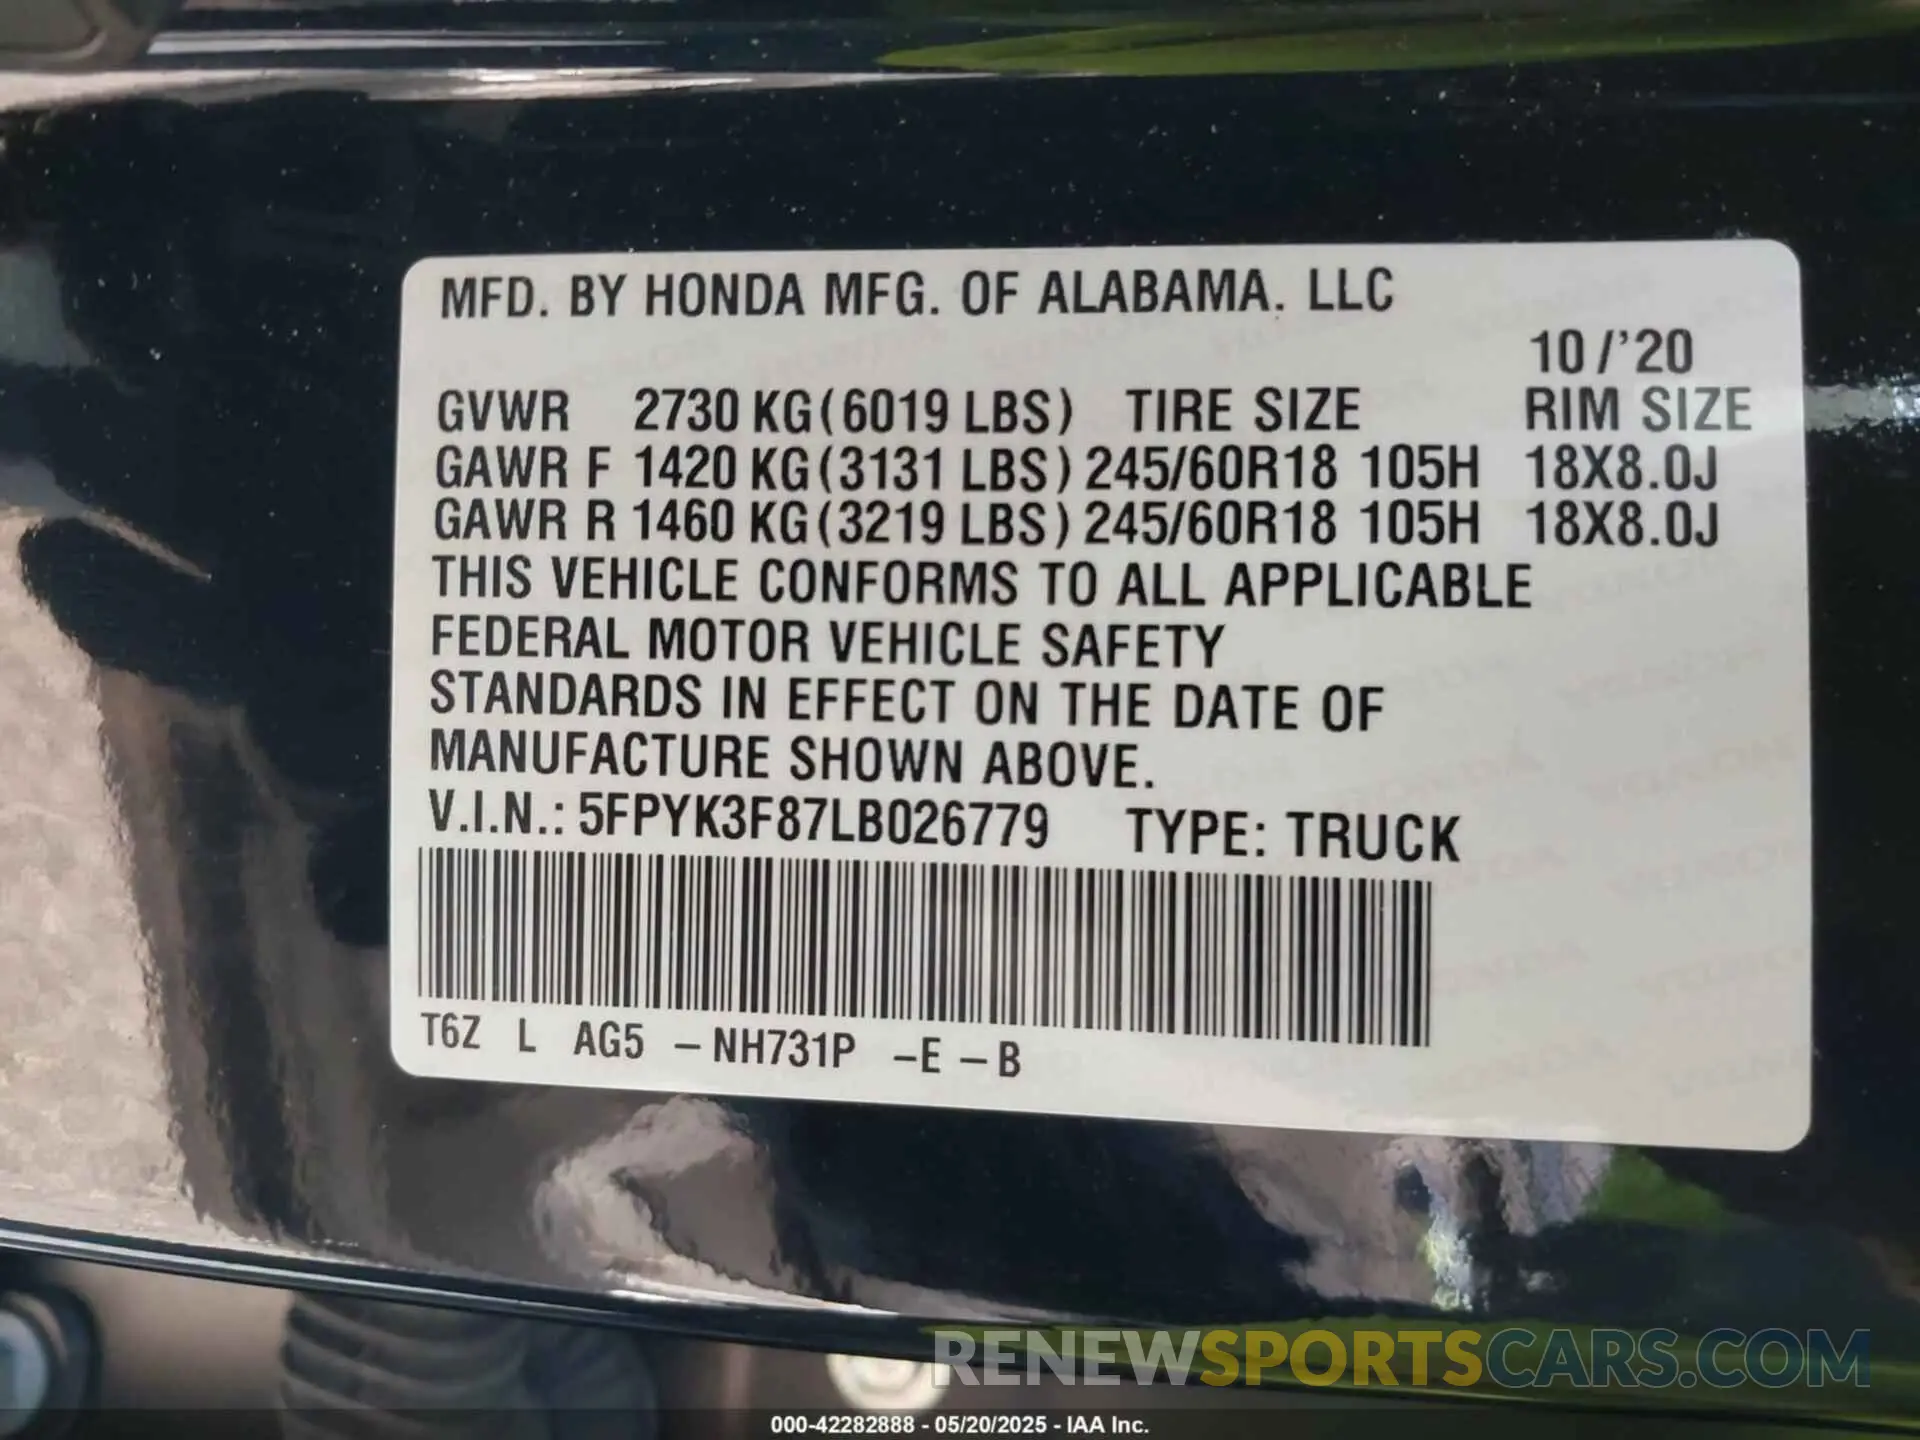 MFD. BY HONDA MFG. OF ALABAMA. LLC
10/'20
GVWR 2730 KG(6019 LBS) TIRE SIZE RIM SIZE
GAWR F 1420 KG(3131 LBS) 245/60R18 105H 18X8.0J
GAWR R 1460 KG(3219 LBS) 245/60R18 105H 18X8.0J
THIS VEHICLE CONFORMS TO ALL APPLICABLE
FEDERAL MOTOR VEHICLE SAFETY
STANDARDS IN EFFECT ON THE DATE OF
MANUFACTURE SHOWN ABOVE.
V.I.N.: 5FPYK3F87LB026779 TYPE: TRUCK
T6Z L AG5 -NH731P -E -B
RENEWSPORTSCARS.COM
000-42282888 - 05/20/2025 - IAA Inc.